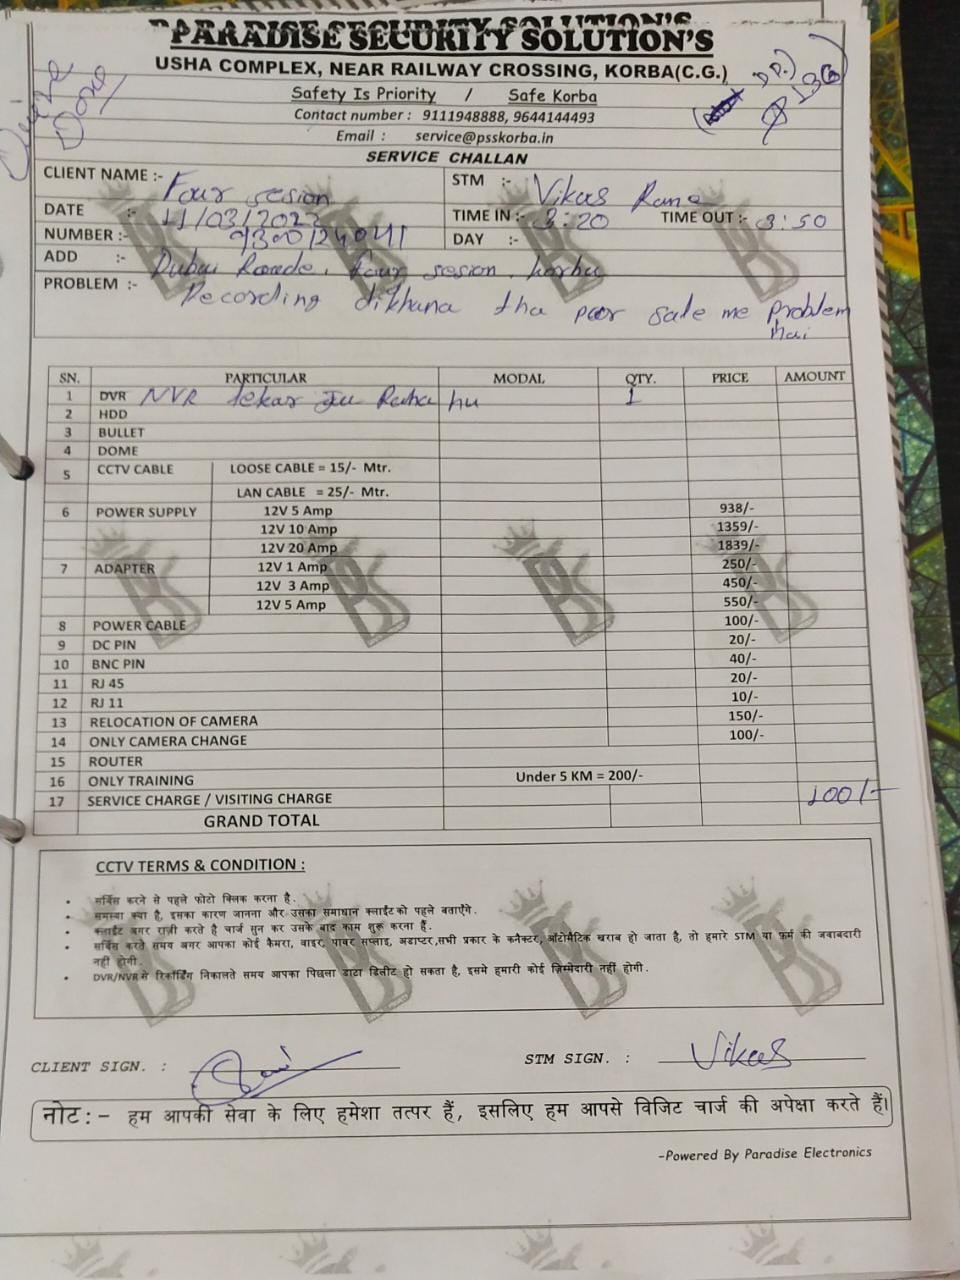 PARADISE SECURITY SOLUTION'S
USHA COMPLEX, NEAR RAILWAY CROSSING, KORBA(C.G.)
Safety Is Priority / Safe Korba
Contact number : 9111948888, 9644144493
Email : service@psskorba.in
Done
SERVICE CHALLAN
CLIENT NAME :- Four sesion
STM :- Vikas Rana
DATE :- 11/03/2023
TIME IN :- 3:20 TIME OUT :- 3:50
NUMBER :-
DAY :-
ADD :- Dubai Roade, four sesion, korba
PROBLEM :- Recording dikhana tha poor sale me problem
hai
SN. PARTICULAR MODAL QTY. PRICE AMOUNT
1 DVR NVR lekar Ju Raha hu 1
2 HDD
3 BULLET
4 DOME
5 CCTV CABLE LOOSE CABLE = 15/- Mtr.
LAN CABLE = 25/- Mtr.
6 POWER SUPPLY 12V 5 Amp 938/-
12V 10 Amp 1359/-
12V 20 Amp 1839/-
7 ADAPTER 12V 1 Amp 250/-
12V 3 Amp 450/-
12V 5 Amp 550/-
8 POWER CABLE 100/-
9 DC PIN 20/-
10 BNC PIN 40/-
11 RJ 45 20/-
12 RJ 11 10/-
13 RELOCATION OF CAMERA 150/-
14 ONLY CAMERA CHANGE 100/-
15 ROUTER
16 ONLY TRAINING Under 5 KM = 200/-
17 SERVICE CHARGE / VISITING CHARGE 100/-
GRAND TOTAL
CCTV TERMS & CONDITION :
• सर्विस करने से पहले फोटो क्लिक करना है.
• समस्या क्या है, इसका कारण जानना और उसका समाधान क्लाईंट को पहले बताएँगे.
• क्लाईंट अगर राज़ी करते है चार्ज सुन कर उसके बाद काम शुरू करना हैं.
• सर्विस करते समय अगर आपका कोई कैमरा, वाइर, पावर सप्लाइ, अडाप्टर,सभी प्रकार के कनैक्टर, ऑटोमैटिक खराब हो जाता है, तो हमारे STM या फ़र्म की जवाबदारी
नहीं होगी.
• DVR/NVR से रिकॉर्डिंग निकालते समय आपका पिछला डाटा डिलीट हो सकता है, इसमे हमारी कोई ज़िम्मेदारी नहीं होगी.
CLIENT SIGN. :
STM SIGN. : Vikas
नोट:- हम आपकी सेवा के लिए हमेशा तत्पर हैं, इसलिए हम आपसे विजिट चार्ज की अपेक्षा करते हैं।
-Powered By Paradise Electronics